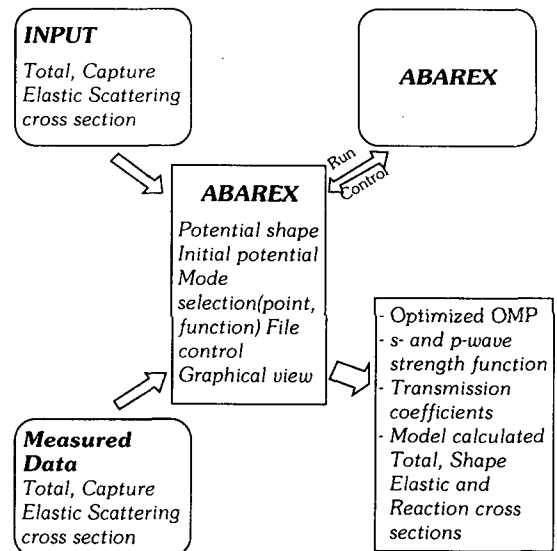 INPUT
Total, Capture
Elastic Scattering
cross section
ABAREX
Run
Control
ABAREX
Potential shape
Initial potential
Mode
selection(point,
function) File
control
Graphical view
Measured
Data
Total, Capture
Elastic Scattering
cross section
- Optimized OMP
- s- and p-wave
strength function
- Transmission
coefficients
- Model calculated
Total, Shape
Elastic and
Reaction cross
sections